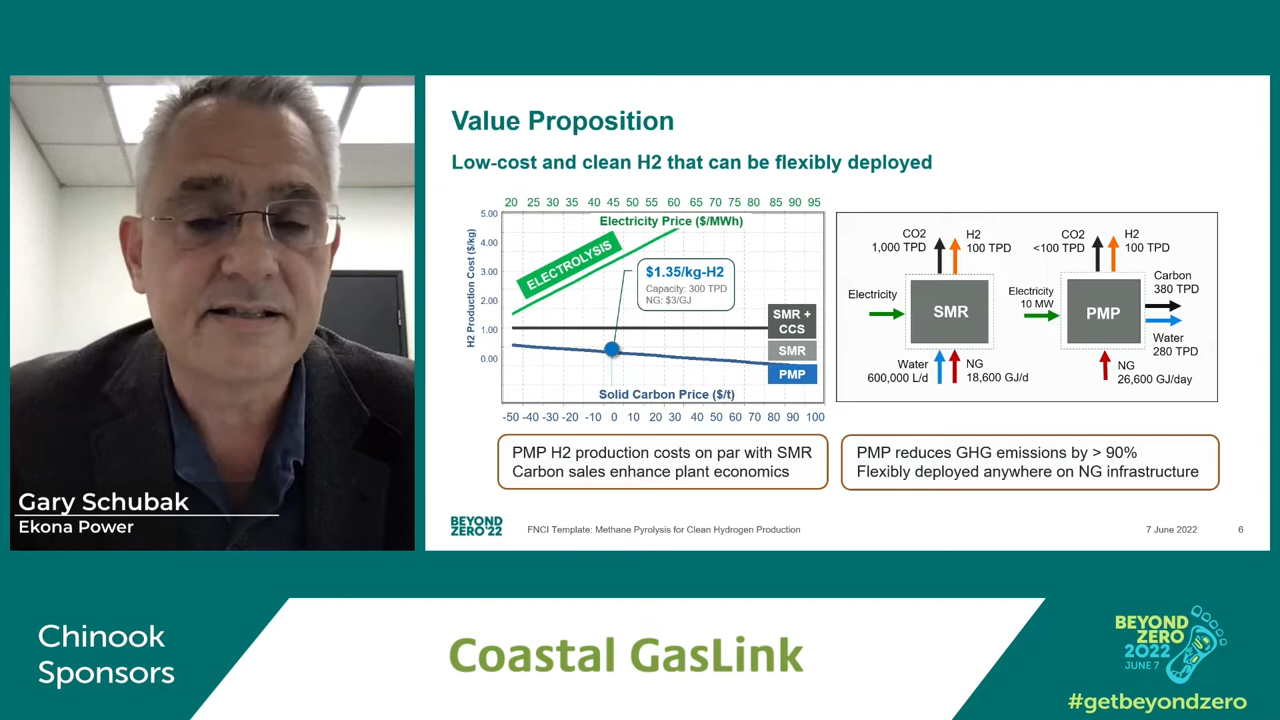 Value Proposition
Low-cost and clean H2 that can be flexibly deployed
20 25 30 35 40 45 50 55 60 65 70 75 80 85 90 95
Electricity Price ($/MWh)
5.00
4.00
3.00
2.00
1.00
0.00
H2 Production Cost ($/kg)
ELECTROLYSIS
$1.35/kg-H2
Capacity: 300 TPD
NG: $3/GJ
SMR +
CCS
SMR
PMP
Solid Carbon Price ($/t)
-50 -40 -30 -20 -10 0 10 20 30 40 50 60 70 80 90 100
CO2
1,000 TPD
H2
100 TPD
Electricity
SMR
Water
600,000 L/d
NG
18,600 GJ/d
CO2
<100 TPD
H2
100 TPD
Electricity
10 MW
PMP
Carbon
380 TPD
Water
280 TPD
NG
26,600 GJ/day
PMP H2 production costs on par with SMR
Carbon sales enhance plant economics
PMP reduces GHG emissions by > 90%
Flexibly deployed anywhere on NG infrastructure
BEYOND
ZERO'22
FNCI Template: Methane Pyrolysis for Clean Hydrogen Production
7 June 2022
6
Gary Schubak
Ekona Power
Chinook
Sponsors
Coastal GasLink
BEYOND
ZERO
2022
JUNE 7
#getbeyondzero